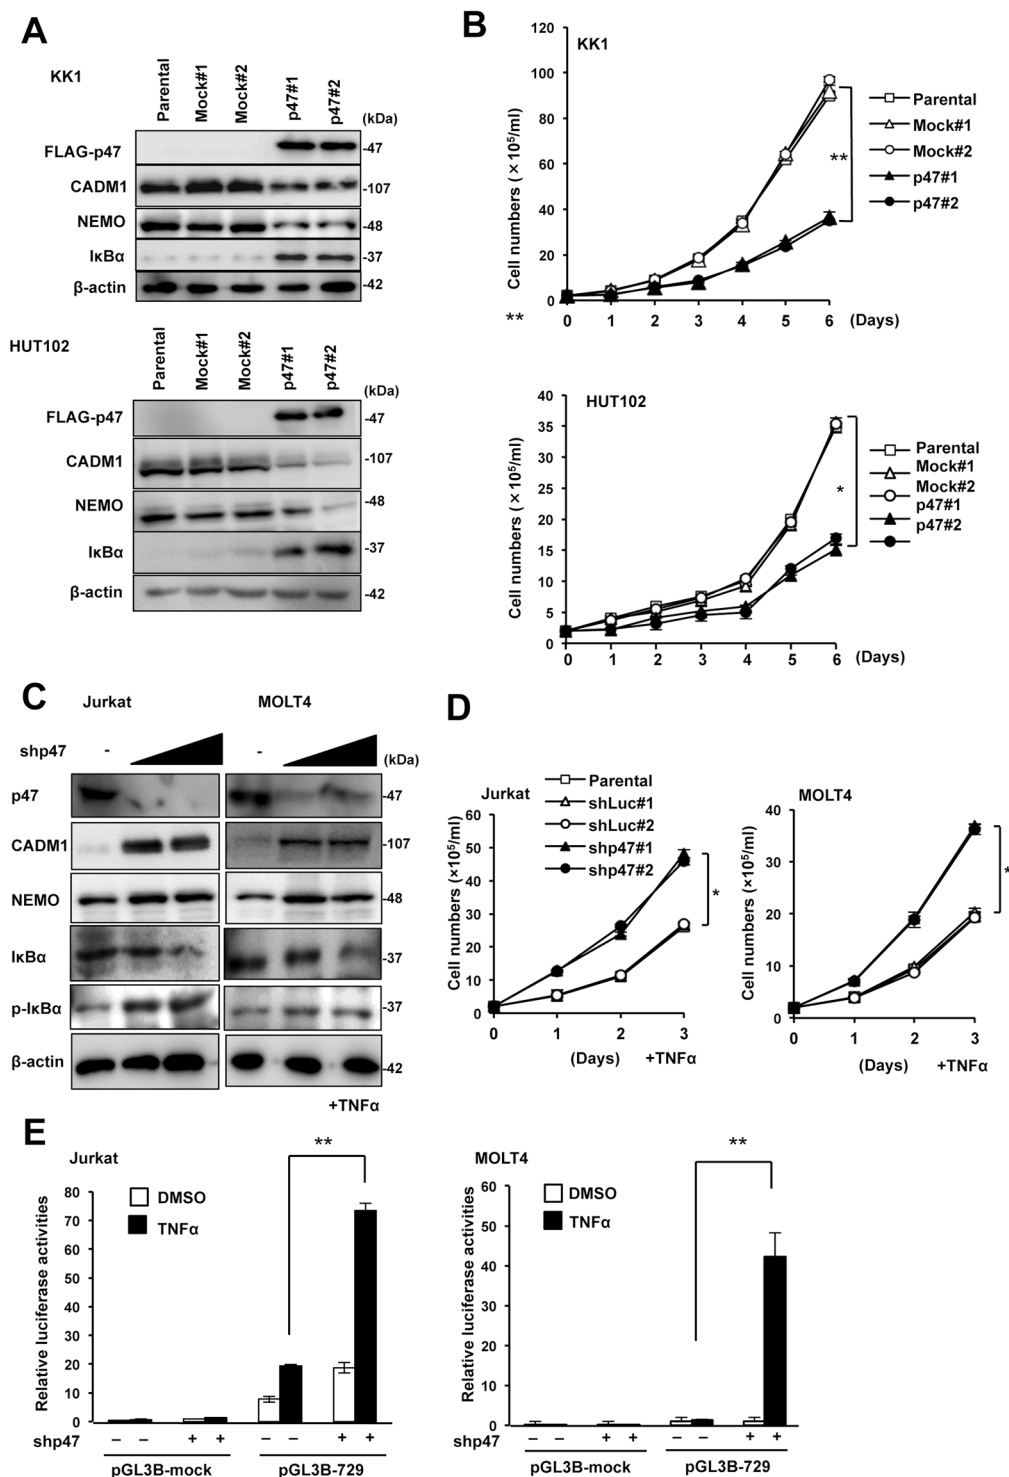 A
KK1
Parental
Mock#1
Mock#2
p47#1
p47#2
(kDa)
FLAG-p47
-47
CADM1
-107
NEMO
-48
IκBα
-37
β-actin
-42
HUT102
Parental
Mock#1
Mock#2
p47#1
p47#2
(kDa)
FLAG-p47
-47
CADM1
-107
NEMO
-48
IκBα
-37
β-actin
-42
B
KK1
Cell numbers (×10⁵/ml)
120
100
80
60
40
20
0
0 1 2 3 4 5 6 (Days)
**
**
Parental
Mock#1
Mock#2
p47#1
p47#2
HUT102
Cell numbers (×10⁵/ml)
40
35
30
25
20
15
10
5
0
0 1 2 3 4 5 6 (Days)
*
Parental
Mock#1
Mock#2
p47#1
p47#2
C
Jurkat MOLT4
shp47 - - (kDa)
p47 -47
CADM1 -107
NEMO -48
IκBα -37
p-IκBα -37
β-actin -42
+TNFα
D
Jurkat
Parental
shLuc#1
shLuc#2
shp47#1
shp47#2
Cell numbers (×10⁵/ml)
60
50
40
30
20
10
0
0 1 2 3
(Days) +TNFα
*
MOLT4
Cell numbers (×10⁵/ml)
40
30
20
10
0
0 1 2 3
(Days) +TNFα
*
E
Jurkat
**
DMSO
TNFα
Relative luciferase activities
80
70
60
50
40
30
20
10
0
shp47 – – + + – – + +
pGL3B-mock pGL3B-729
MOLT4
**
DMSO
TNFα
Relative luciferase activities
60
50
40
30
20
10
0
shp47 – – + + – – + +
pGL3B-mock pGL3B-729